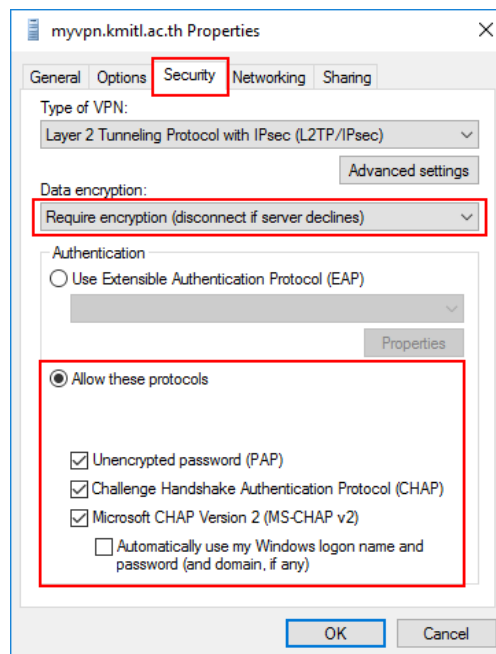 myvpn.kmitl.ac.th Properties
General Options Security Networking Sharing
Type of VPN:
Layer 2 Tunneling Protocol with IPsec (L2TP/IPsec)
Advanced settings
Data encryption:
Require encryption (disconnect if server declines)
Authentication
Use Extensible Authentication Protocol (EAP)
Properties
Allow these protocols
Unencrypted password (PAP)
Challenge Handshake Authentication Protocol (CHAP)
Microsoft CHAP Version 2 (MS-CHAP v2)
Automatically use my Windows logon name and
password (and domain, if any)
OK Cancel